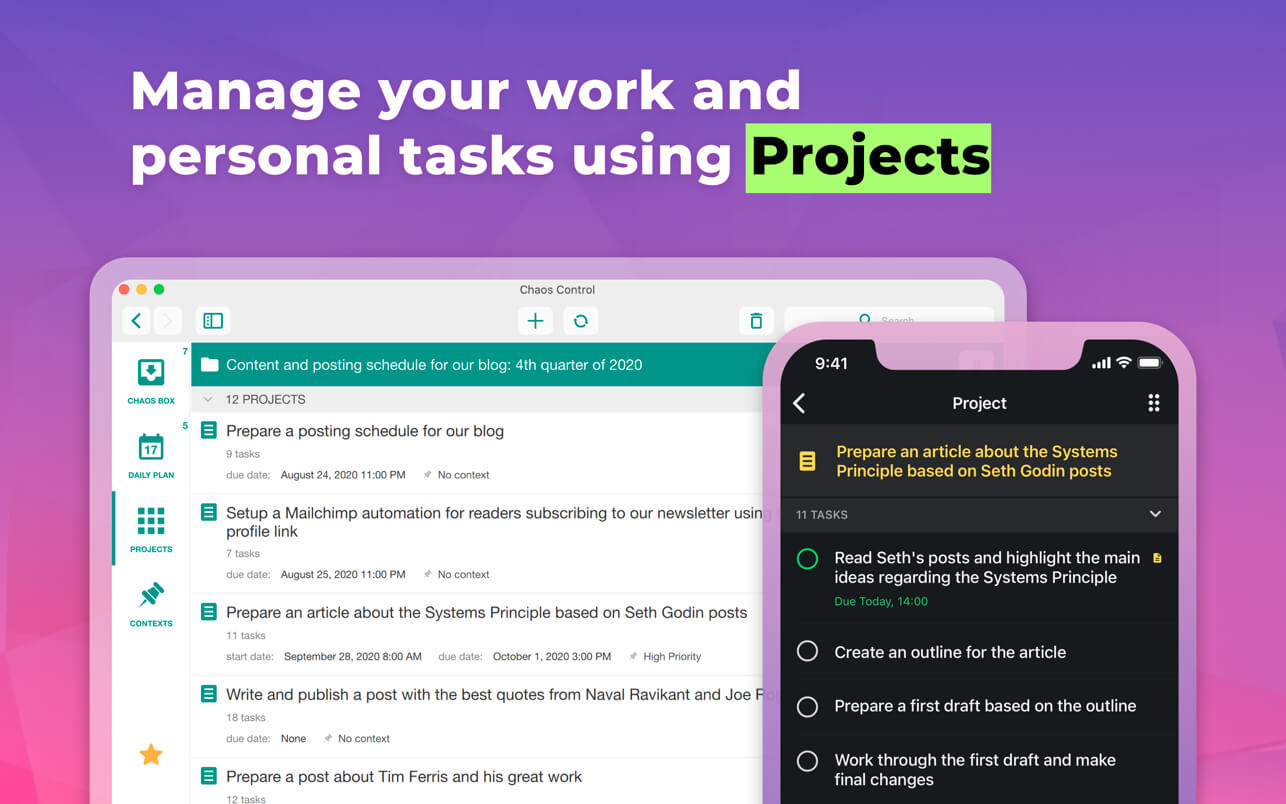 Manage your work and
personal tasks using Projects
Chaos Control
Search
7
CHAOS BOX
5
17
DAILY PLAN
PROJECTS
CONTEXTS
Content and posting schedule for our blog: 4th quarter of 2020
12 PROJECTS
Prepare a posting schedule for our blog
9 tasks
due date: August 24, 2020 11:00 PM No context
Setup a Mailchimp automation for readers subscribing to our newsletter using
profile link
7 tasks
due date: August 25, 2020 11:00 PM No context
Prepare an article about the Systems Principle based on Seth Godin posts
11 tasks
start date: September 28, 2020 8:00 AM due date: October 1, 2020 3:00 PM High Priority
Write and publish a post with the best quotes from Naval Ravikant and Joe
18 tasks
due date: None No context
Prepare a post about Tim Ferris and his great work
12 tasks
9:41
Project
Prepare an article about the Systems
Principle based on Seth Godin posts
11 TASKS
Read Seth's posts and highlight the main
ideas regarding the Systems Principle
Due Today, 14:00
Create an outline for the article
Prepare a first draft based on the outline
Work through the first draft and make
final changes